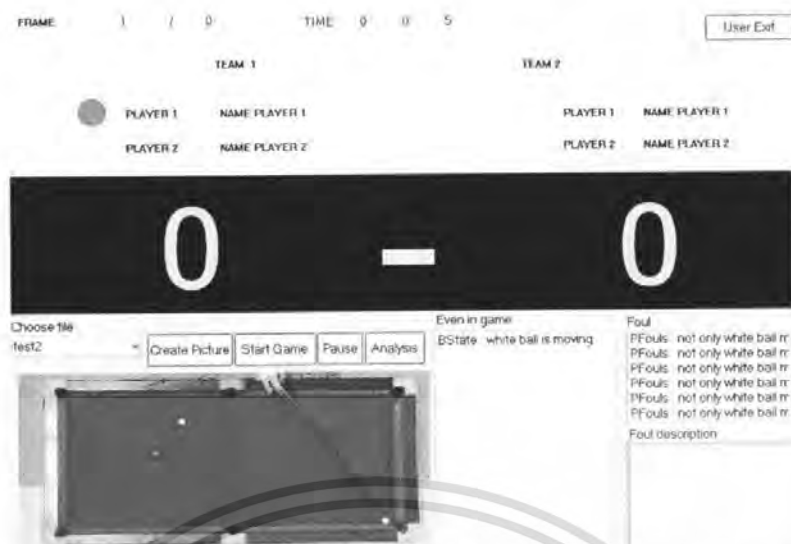 FRAME 1 / 0 TIME 0 0 5 User Exit
TEAM 1 TEAM 2
PLAYER 1 NAME PLAYER 1 PLAYER 1 NAME PLAYER 1
PLAYER 2 NAME PLAYER 2 PLAYER 2 NAME PLAYER 2
0 - 0
Choose file
test2
Create Picture Start Game Pause Analysis
Even in game
BState white ball is moving
Foul
PFouls not only white ball m
PFouls not only white ball m
PFouls not only white ball m
PFouls not only white ball m
PFouls not only white ball m
PFouls not only white ball m
Foul description